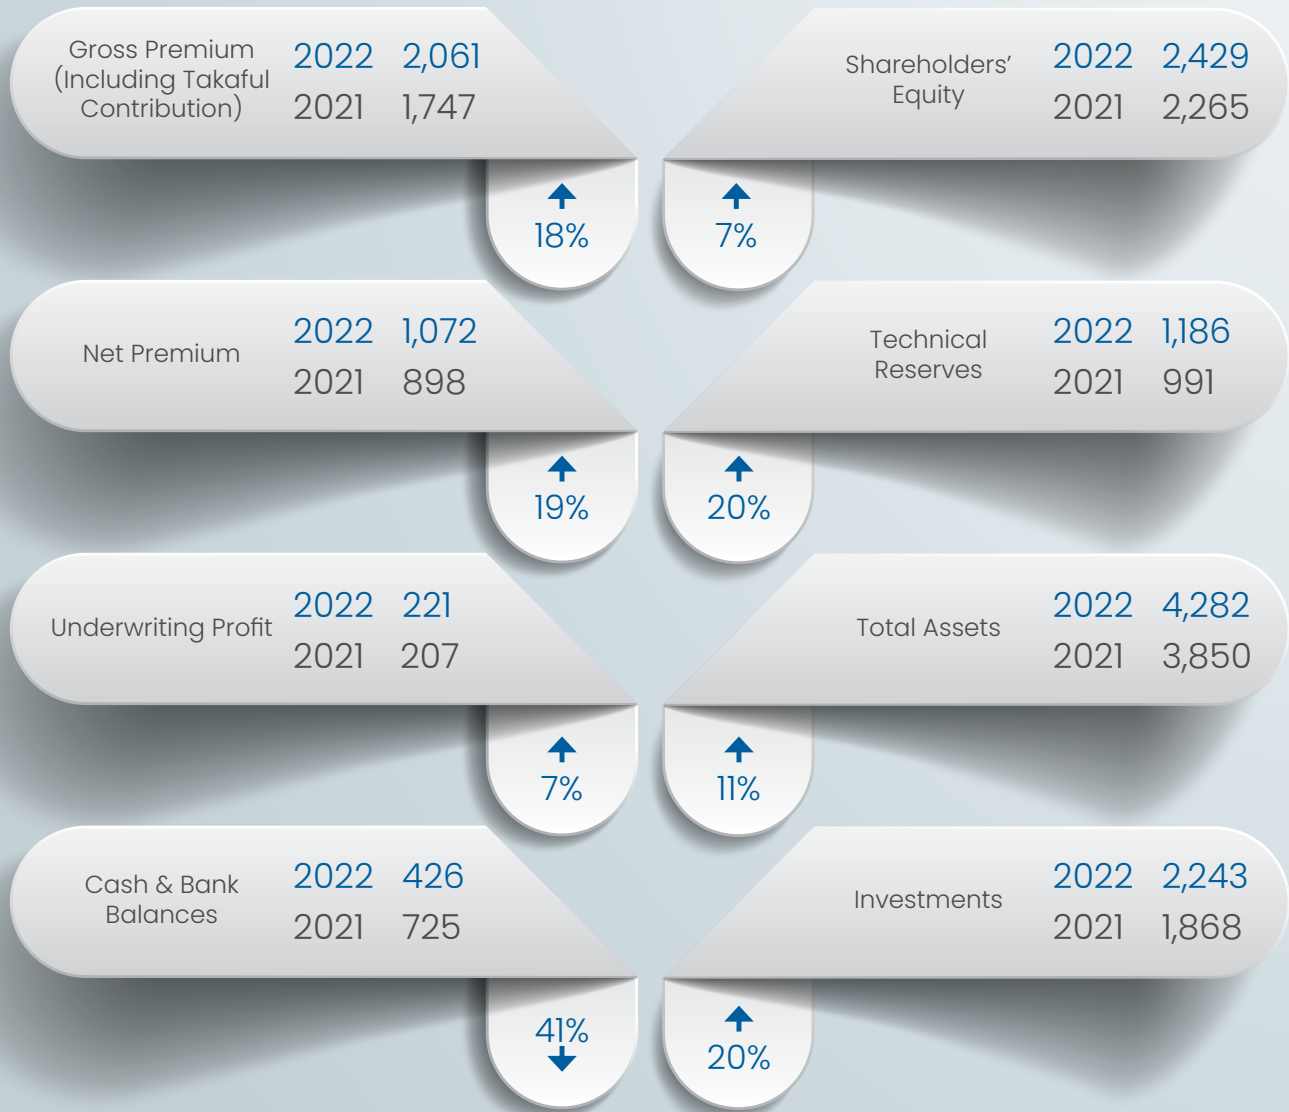 Gross Premium
(Including Takaful
Contribution)
2022 2,061
2021 1,747
18%
Shareholders’
Equity
2022 2,429
2021 2,265
7%
Net Premium
2022 1,072
2021 898
19%
Technical
Reserves
2022 1,186
2021 991
20%
Underwriting Profit
2022 221
2021 207
7%
Total Assets
2022 4,282
2021 3,850
11%
Cash & Bank
Balances
2022 426
2021 725
41%
Investments
2022 2,243
2021 1,868
20%